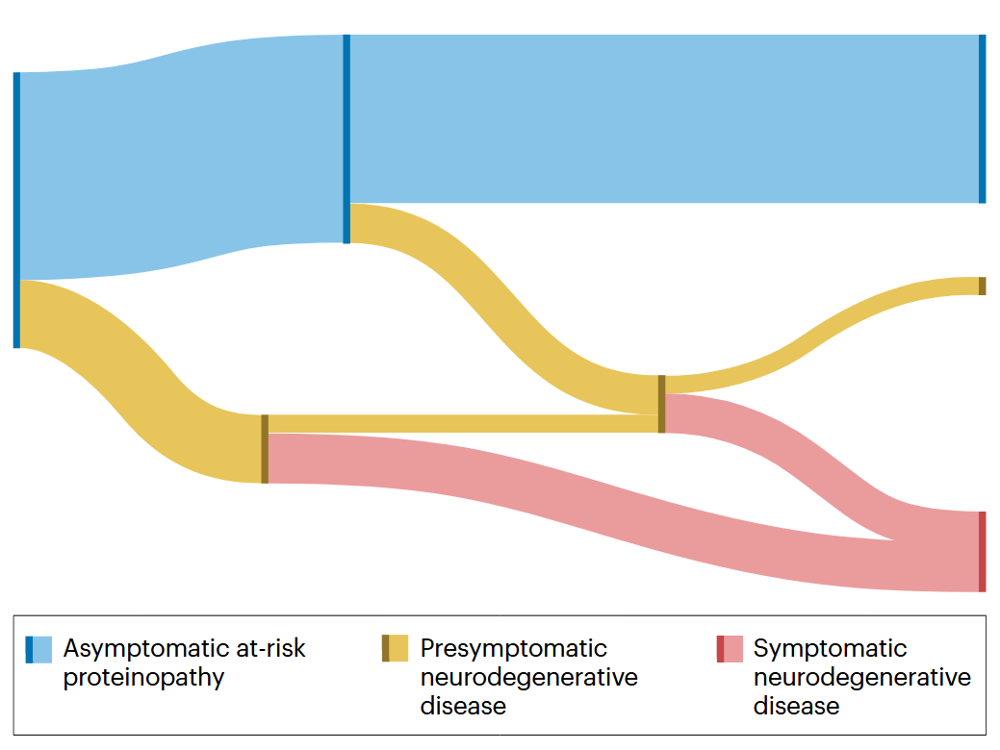 Asymptomatic at-risk
proteinopathy
Presymptomatic
neurodegenerative
disease
Symptomatic
neurodegenerative
disease